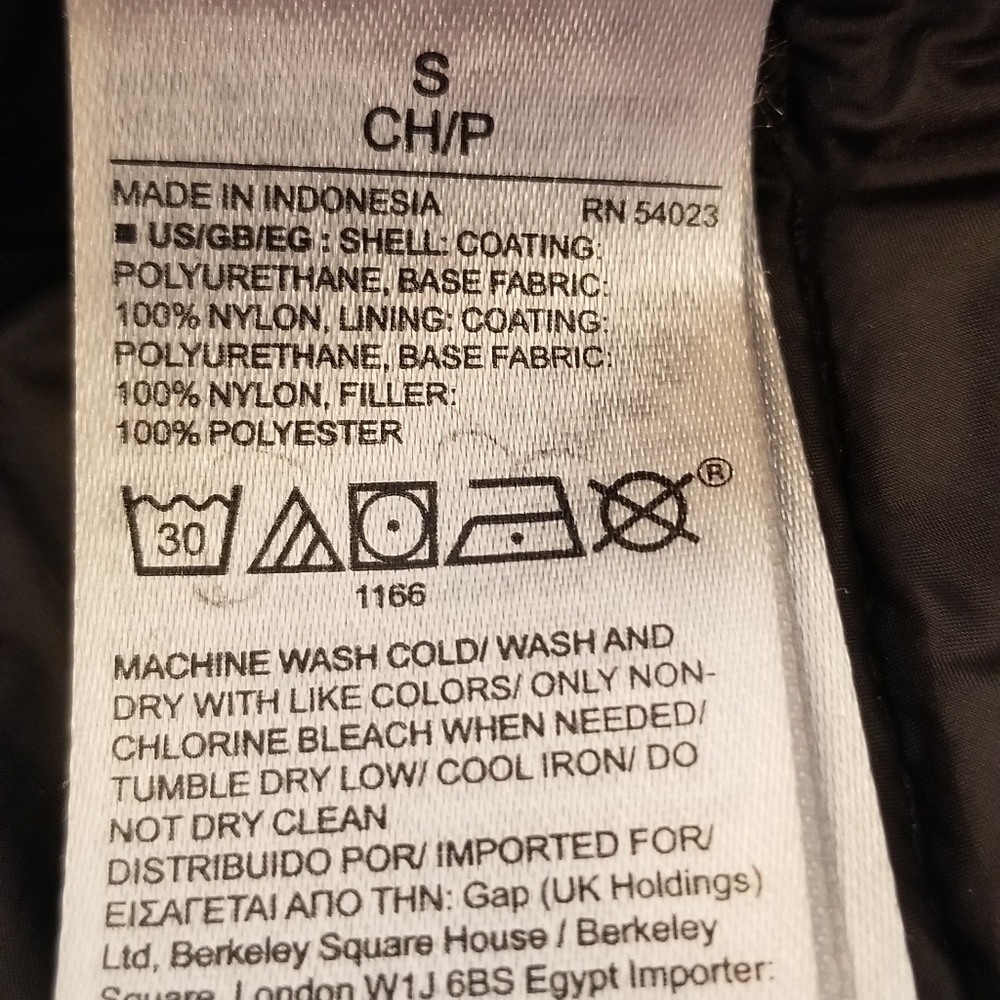 S
CH/P
MADE IN INDONESIA RN 54023
■ US/GB/EG : SHELL: COATING:
POLYURETHANE, BASE FABRIC:
100% NYLON, LINING: COATING:
POLYURETHANE, BASE FABRIC:
100% NYLON, FILLER:
100% POLYESTER
30 ®
1166
MACHINE WASH COLD/ WASH AND
DRY WITH LIKE COLORS/ ONLY NON-
CHLORINE BLEACH WHEN NEEDED/
TUMBLE DRY LOW/ COOL IRON/ DO
NOT DRY CLEAN
DISTRIBUIDO POR/ IMPORTED FOR/
ΕΙΣΑΓΕΤΑΙ ΑΠΟ ΤΗΝ: Gap (UK Holdings)
Ltd, Berkeley Square House / Berkeley
Square, London W1J 6BS Egypt Importer: